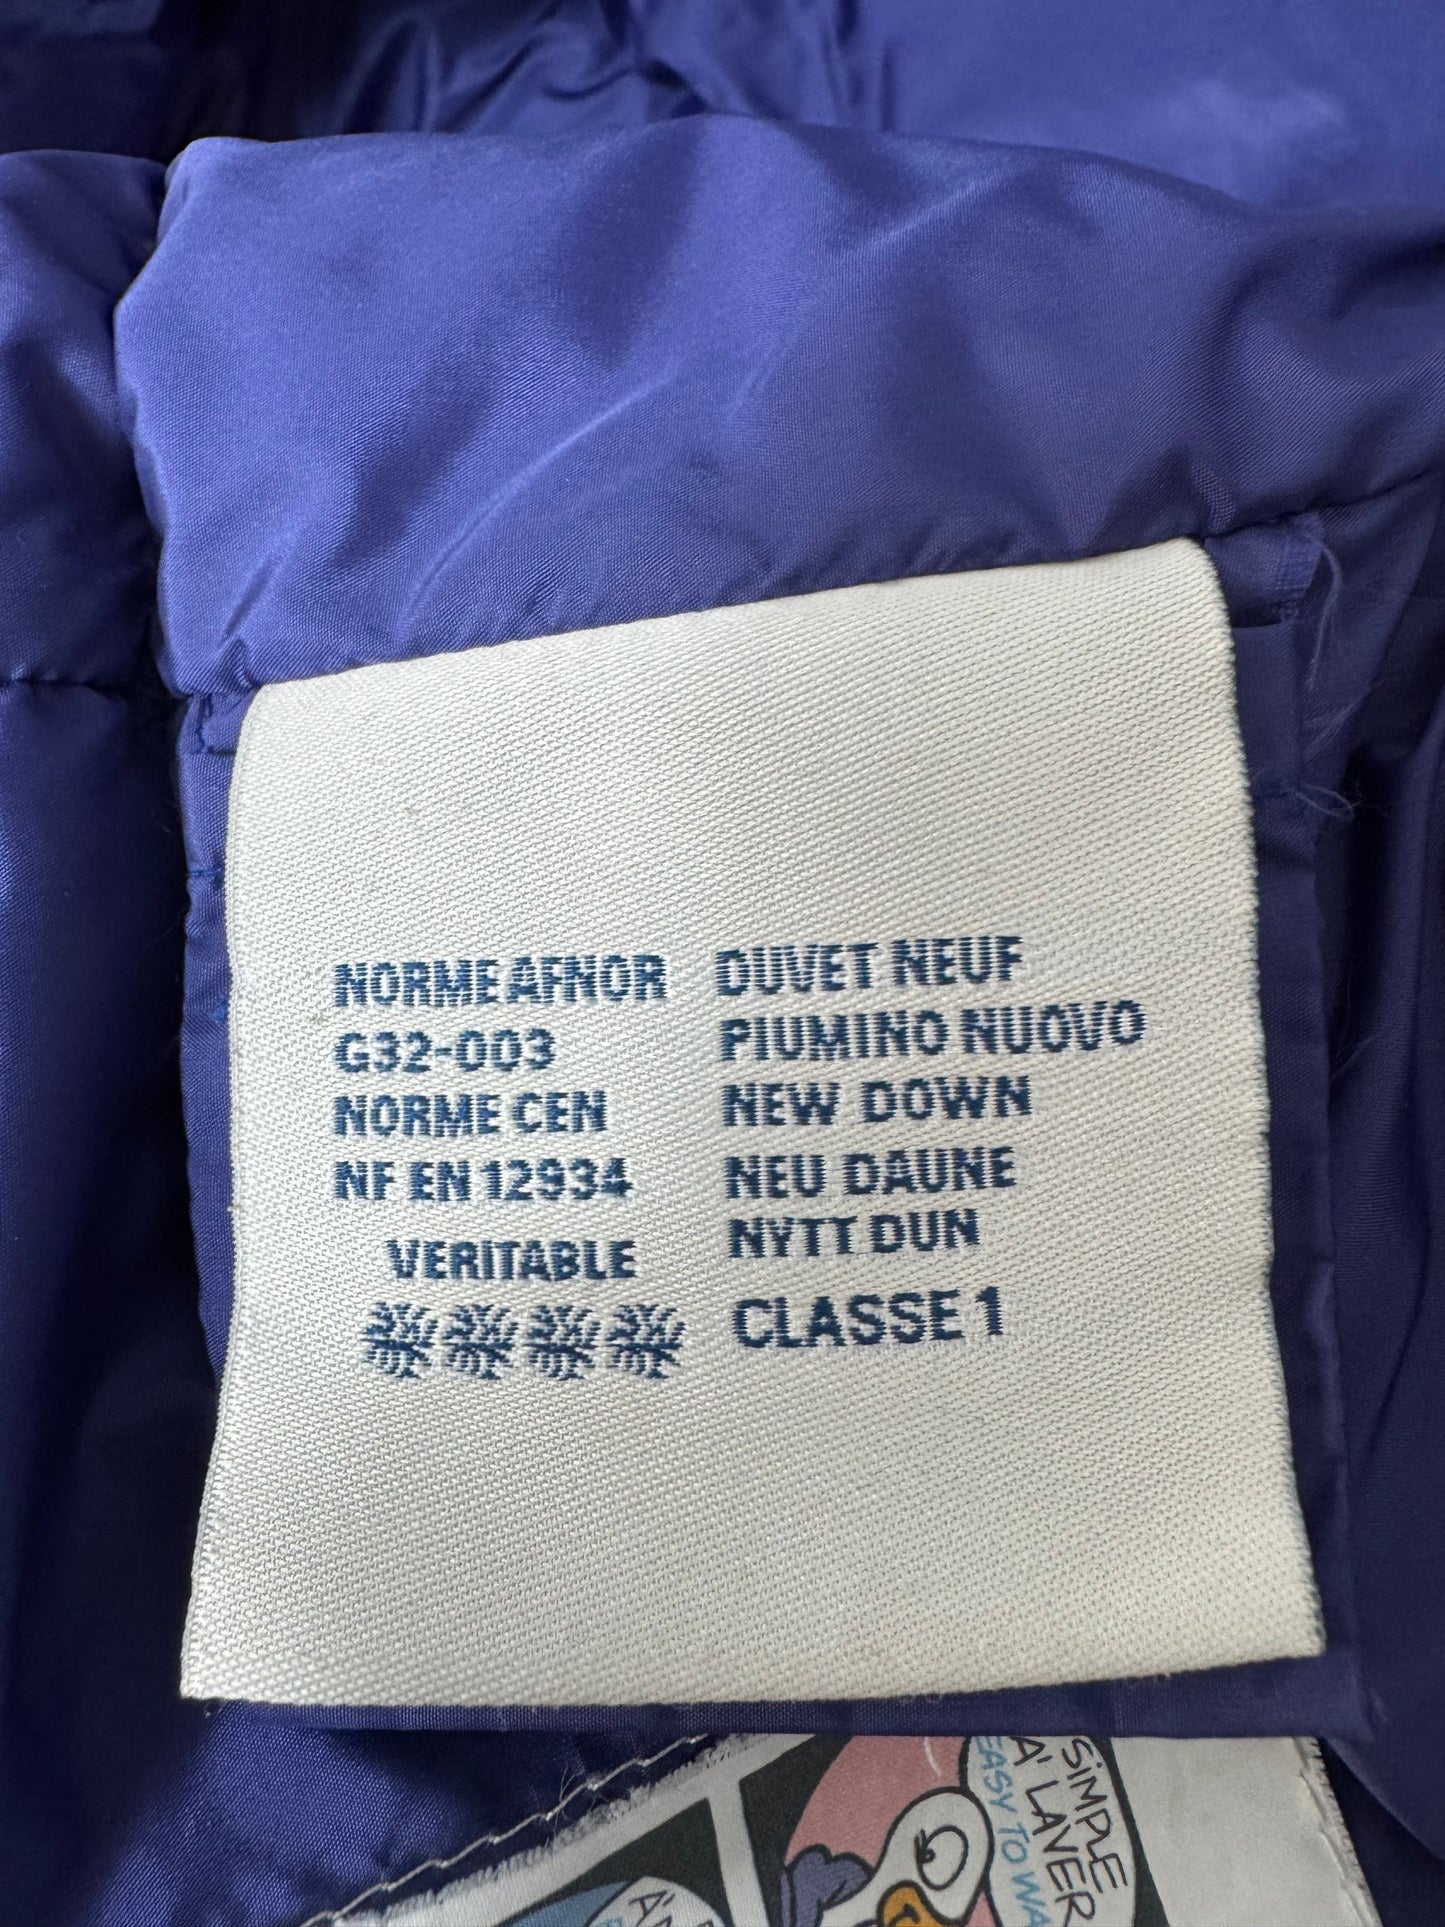 NORME AFNOR
G32-003
NORME CEN
NF EN 12934
VERITABLE
DUVET NEUF
PIUMINO NUOVO
NEW DOWN
NEU DAUNE
NYTT DUN
CLASSE 1
SiMPLE
A' LAVER
EASY TO WA